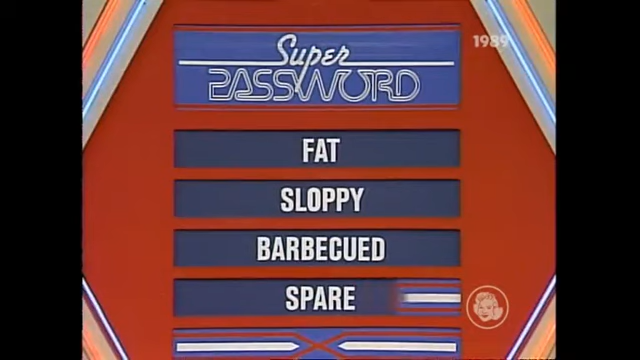 1989
Super
PASSWORD
FAT
SLOPPY
BARBECUED
SPARE